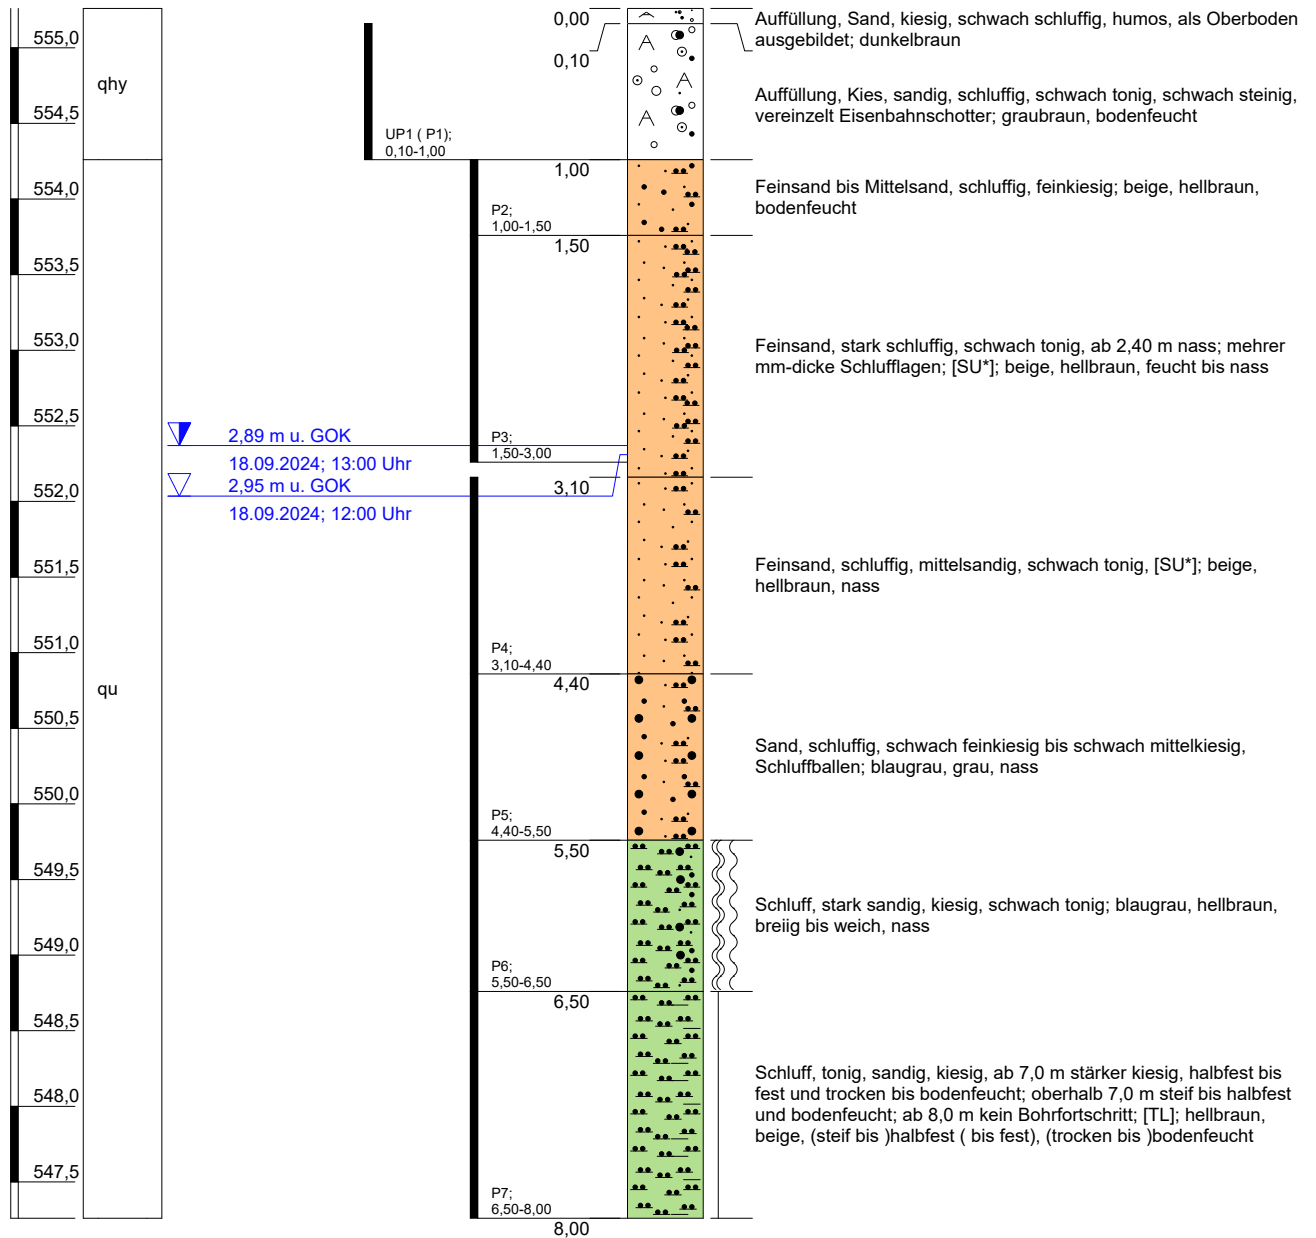 555,0
554,5
554,0
553,5
553,0
552,5
552,0
551,5
551,0
550,5
550,0
549,5
549,0
548,5
548,0
547,5
qhy
qu
2,89 m u. GOK
18.09.2024; 13:00 Uhr
2,95 m u. GOK
18.09.2024; 12:00 Uhr
UP1 ( P1);
0,10-1,00
P2;
1,00-1,50
P3;
1,50-3,00
P4;
3,10-4,40
P5;
4,40-5,50
P6;
5,50-6,50
P7;
6,50-8,00
0,00
0,10
1,00
1,50
3,10
4,40
5,50
6,50
8,00
Auffüllung, Sand, kiesig, schwach schluffig, humos, als Oberboden
ausgebildet; dunkelbraun
Auffüllung, Kies, sandig, schluffig, schwach tonig, schwach steinig,
vereinzelt Eisenbahnschotter; graubraun, bodenfeucht
Feinsand bis Mittelsand, schluffig, feinkiesig; beige, hellbraun,
bodenfeucht
Feinsand, stark schluffig, schwach tonig, ab 2,40 m nass; mehrer
mm-dicke Schlufflagen; [SU*]; beige, hellbraun, feucht bis nass
Feinsand, schluffig, mittelsandig, schwach tonig, [SU*]; beige,
hellbraun, nass
Sand, schluffig, schwach feinkiesig bis schwach mittelkiesig,
Schluffballen; blaugrau, grau, nass
Schluff, stark sandig, kiesig, schwach tonig; blaugrau, hellbraun,
breiig bis weich, nass
Schluff, tonig, sandig, kiesig, ab 7,0 m stärker kiesig, halbfest bis
fest und trocken bis bodenfeucht; oberhalb 7,0 m steif bis halbfest
und bodenfeucht; ab 8,0 m kein Bohrfortschritt; [TL]; hellbraun,
beige, (steif bis )halbfest ( bis fest), (trocken bis )bodenfeucht